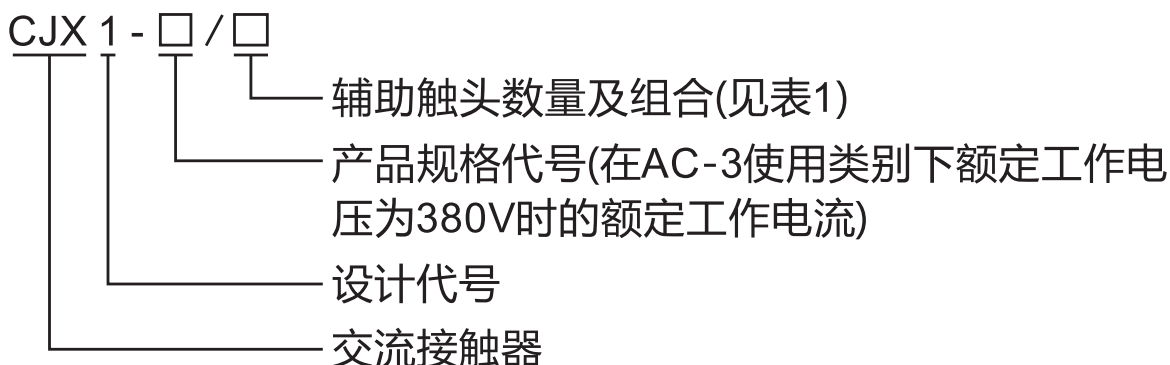 CJX 1 - □ / □
辅助触头数量及组合(见表1)
产品规格代号(在AC-3使用类别下额定工作电
压为380V时的额定工作电流)
设计代号
交流接触器